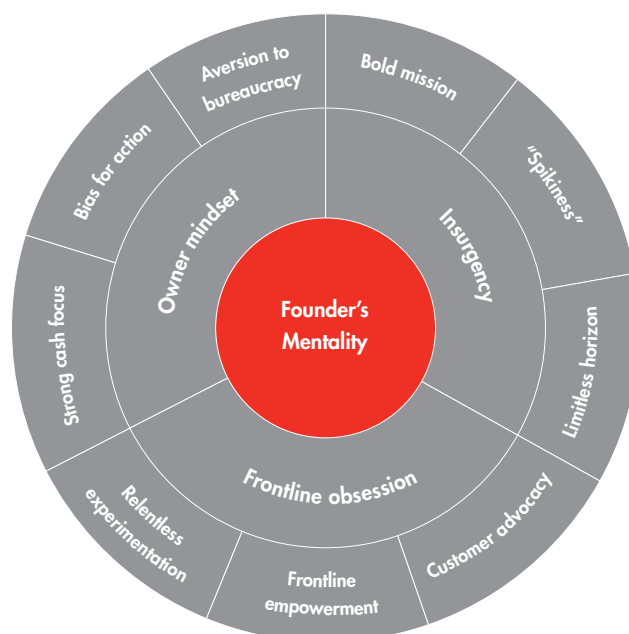 Founder's
Mentality
Owner mindset
Insurgency
Frontline obsession
Aversion to
bureaucracy
Bold mission
"Spikiness"
Limitless horizon
Customer advocacy
Frontline
empowerment
Relentless
experimentation
Strong cash focus
Bias for action